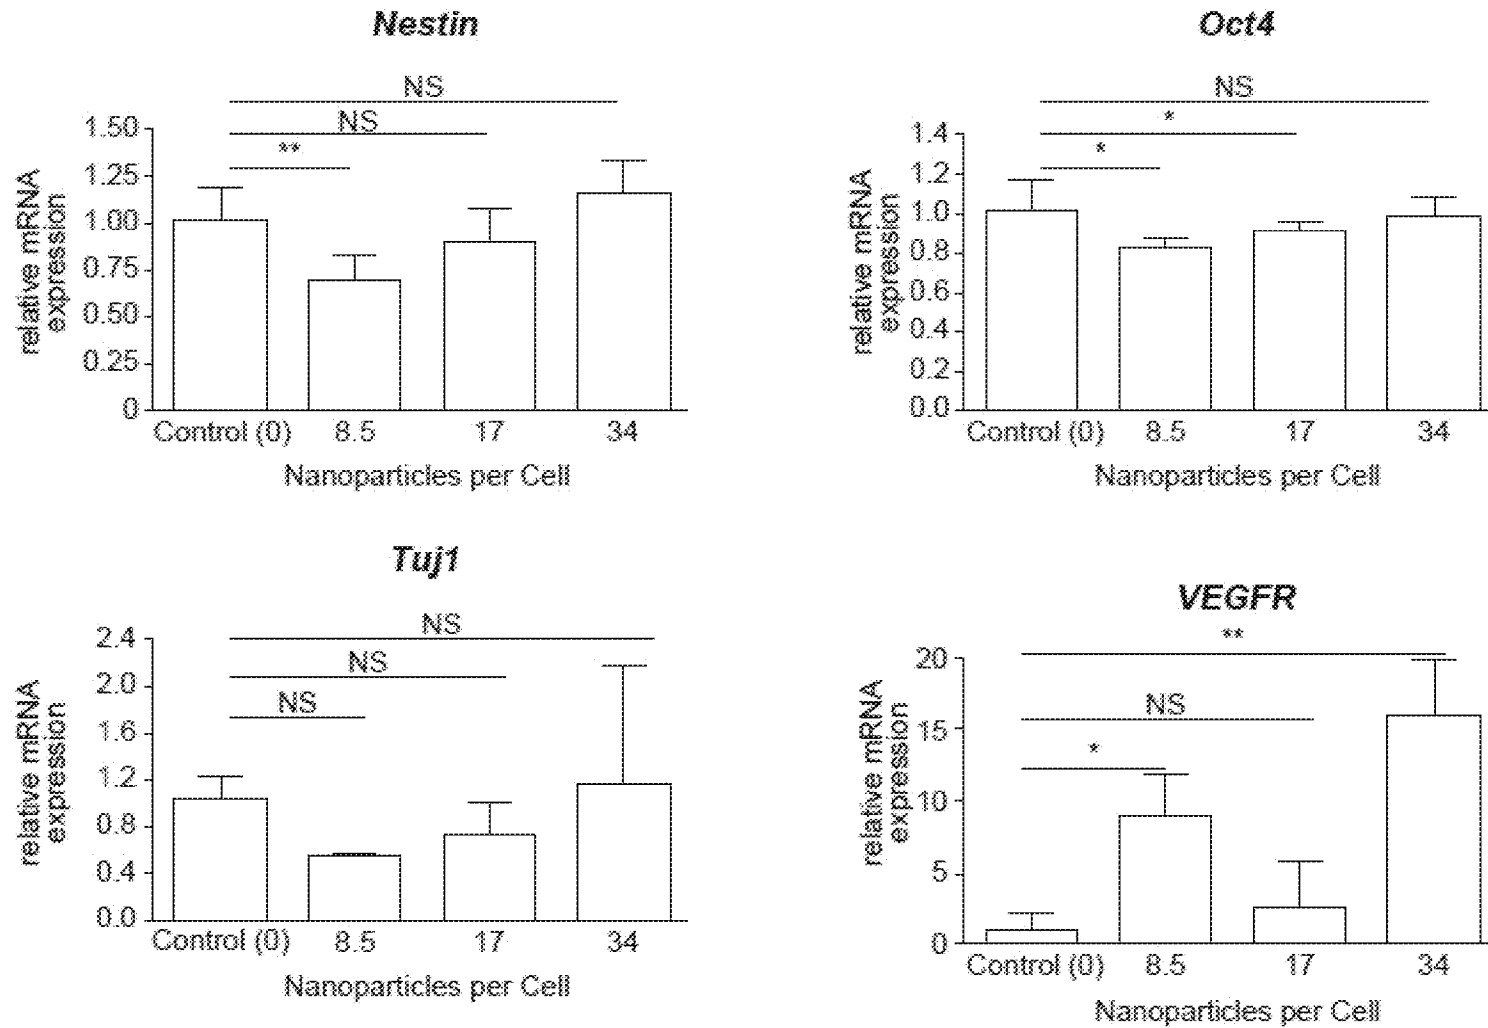 Nestin
NS
NS
**
1.50
1.25
1.00
0.75
0.50
0.25
0
relative mRNA
expression
Control (0) 8.5 17 34
Nanoparticles per Cell
Oct4
NS
*
*
1.4
1.2
1.0
0.8
0.6
0.4
0.2
0.0
relative mRNA
expression
Control (0) 8.5 17 34
Nanoparticles per Cell
Tuj1
NS
NS
NS
2.4
2.0
1.6
1.2
0.8
0.4
0.0
relative mRNA
expression
Control (0) 8.5 17 34
Nanoparticles per Cell
VEGFR
**
NS
*
20
15
10
5
0
relative mRNA
expression
Control (0) 8.5 17 34
Nanoparticles per Cell